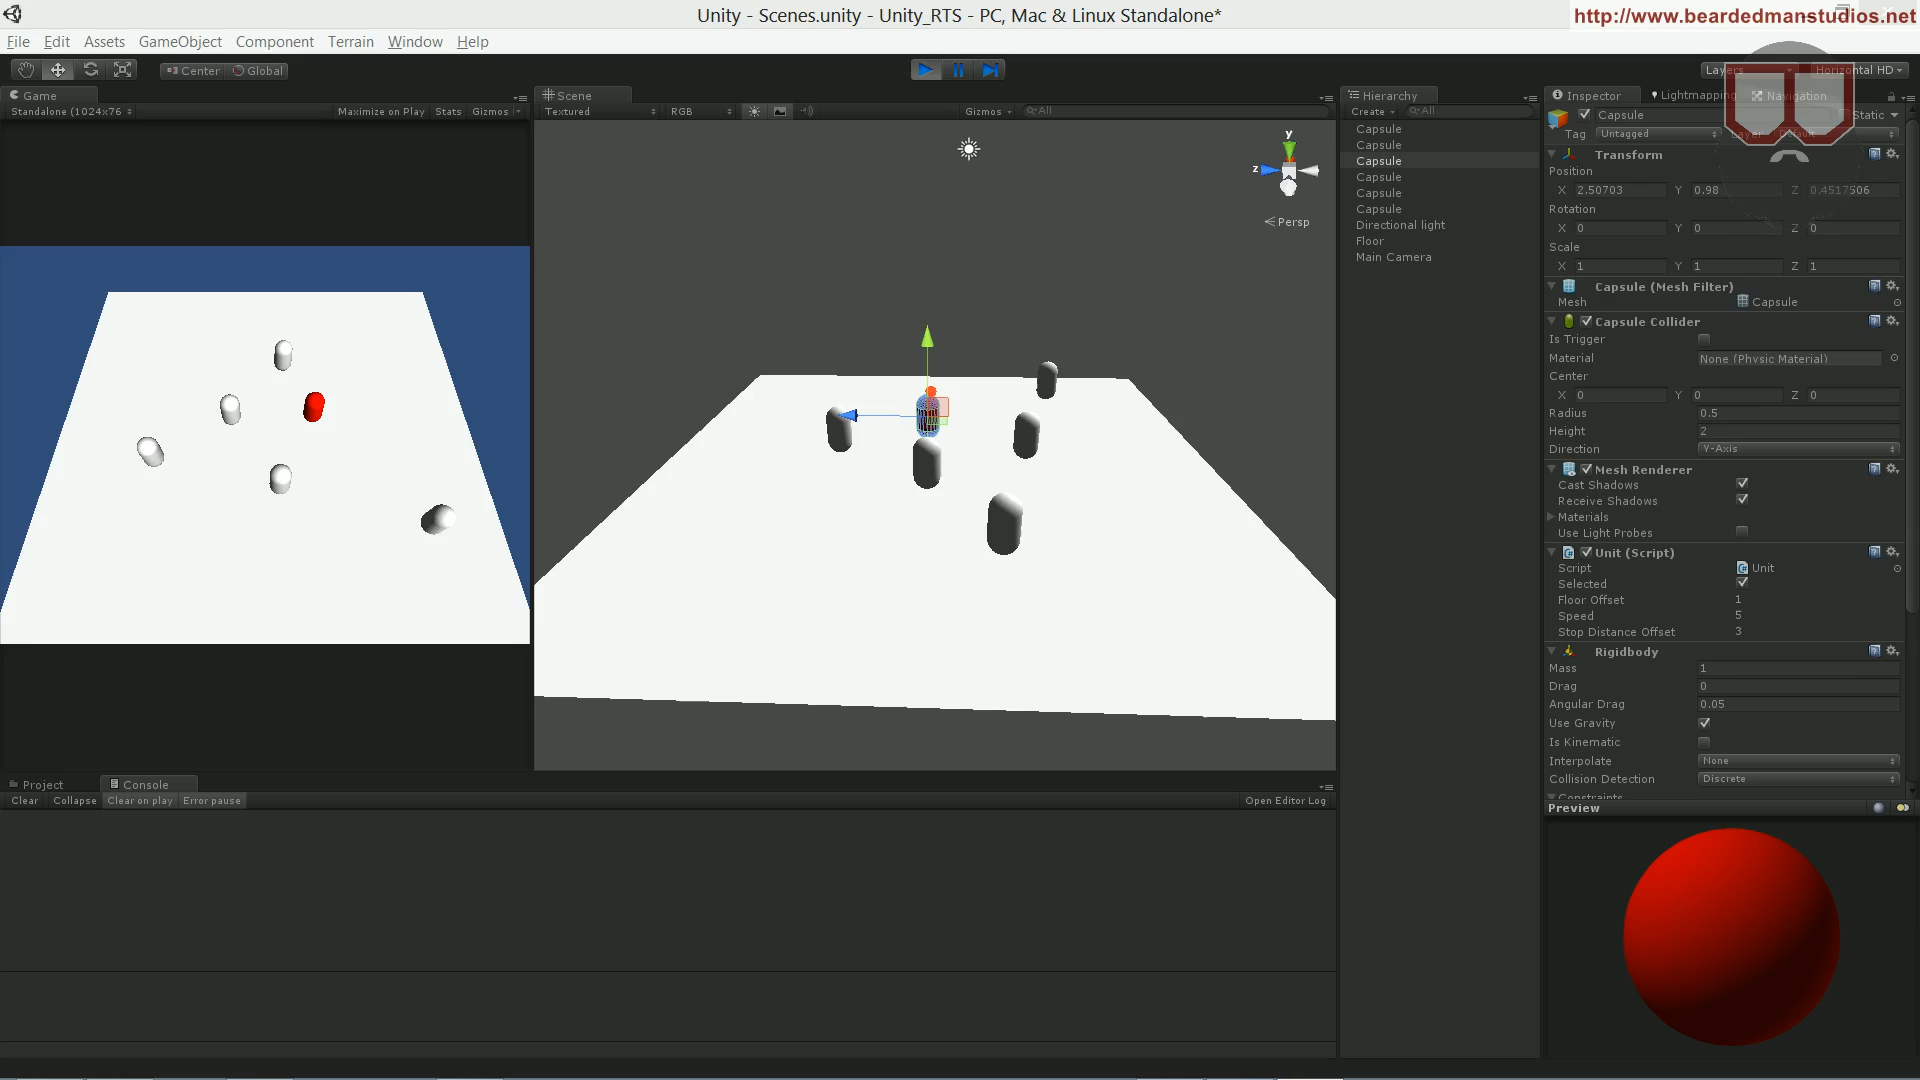 Unity - Scenes.unity - Unity_RTS - PC, Mac & Linux Standalone*
http://www.beardedmanstudios.net
File Edit Assets GameObject Component Terrain Window Help
Center Global
Layers Horizontal HD
Game
Standalone (1024x76
Maximize on Play Stats Gizmos
Scene
Textured RGB Gizmos All
y
z
Persp
Hierarchy
Create All
Capsule
Capsule
Capsule
Capsule
Capsule
Capsule
Directional light
Floor
Main Camera
Inspector Lightmapping Navigation
Capsule Static
Tag Untagged Layer Default
Transform
Position
X 2.50703 Y 0.98 Z 0.4517506
Rotation
X 0 Y 0 Z 0
Scale
X 1 Y 1 Z 1
Capsule (Mesh Filter)
Mesh Capsule
Capsule Collider
Is Trigger
Material None (Physic Material)
Center
X 0 Y 0 Z 0
Radius 0.5
Height 2
Direction Y-Axis
Mesh Renderer
Cast Shadows
Receive Shadows
Materials
Use Light Probes
Unit (Script)
Script Unit
Selected
Floor Offset 1
Speed 5
Stop Distance Offset 3
Rigidbody
Mass 1
Drag 0
Angular Drag 0.05
Use Gravity
Is Kinematic
Interpolate None
Collision Detection Discrete
Constraints
Preview
Project Console
Clear Collapse Clear on play Error pause
Open Editor Log